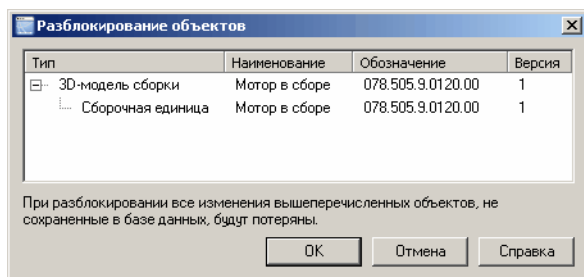 Разблокирование объектов
Тип Наименование Обозначение Версия
3D-модель сборки Мотор в сборе 078.505.9.0120.00 1
Сборочная единица Мотор в сборе 078.505.9.0120.00 1
При разблокировании все изменения вышеперечисленных объектов, не
сохраненные в базе данных, будут потеряны.
OK Отмена Справка